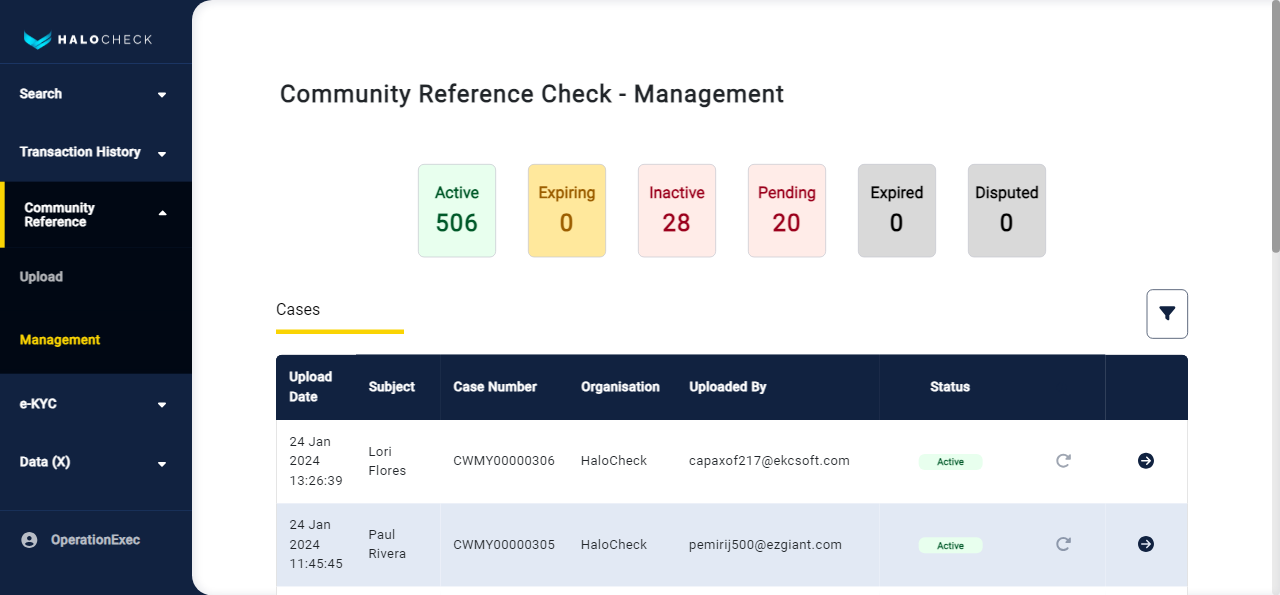 HALOCHECK
Search
Transaction History
Community
Reference
Upload
Management
e-KYC
Data (X)
OperationExec
Community Reference Check - Management
Active Expiring Inactive Pending Expired Disputed
506 0 28 20 0 0
Cases
Upload Date Subject Case Number Organisation Uploaded By Status
24 Jan 2024 13:26:39 Lori Flores CWMY00000306 HaloCheck capaxof217@ekcsoft.com Active
24 Jan 2024 11:45:45 Paul Rivera CWMY00000305 HaloCheck pemirij500@ezgiant.com Active